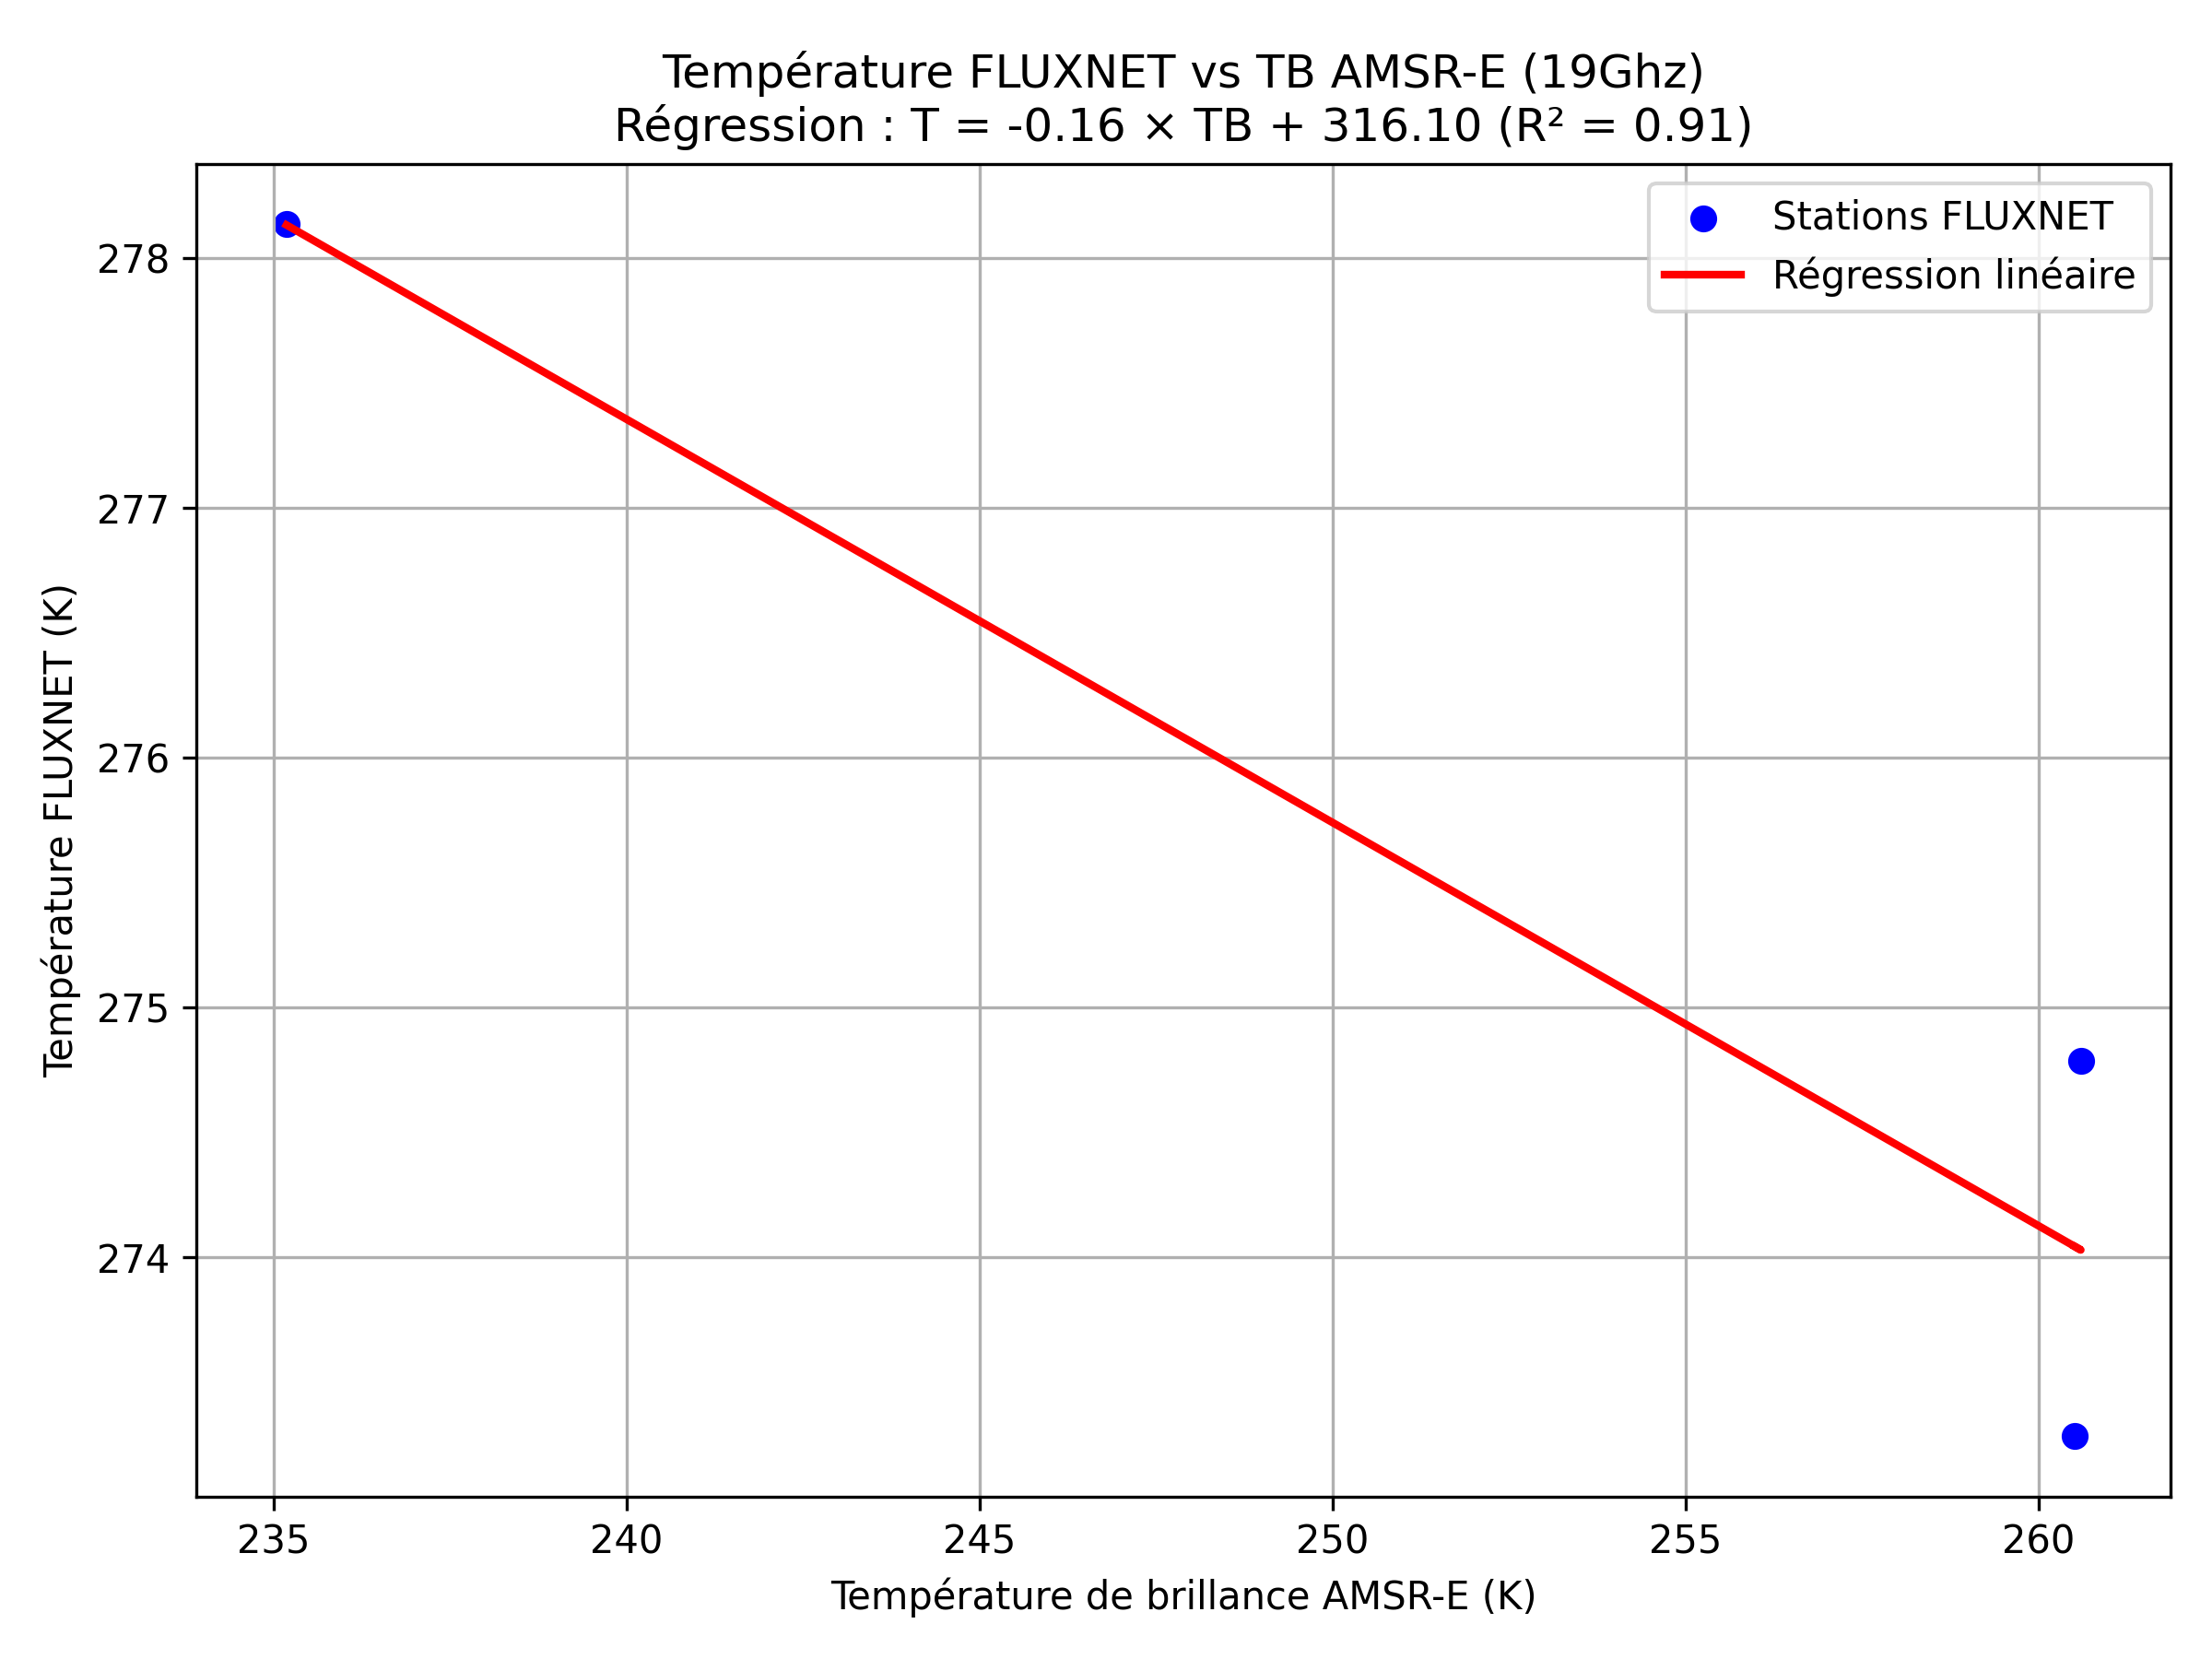 Température FLUXNET vs TB AMSR-E (19Ghz)
Régression : T = -0.16 × TB + 316.10 (R² = 0.91)
Stations FLUXNET
Régression linéaire
278
277
276
275
274
Température FLUXNET (K)
235 240 245 250 255 260
Température de brillance AMSR-E (K)